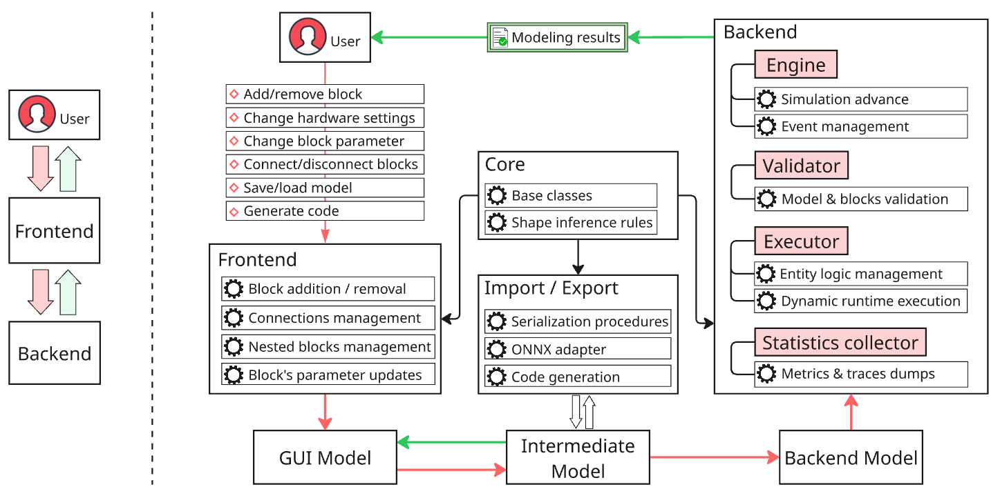 User
Frontend
Backend
User
Add/remove block
Change hardware settings
Change block parameter
Connect/disconnect blocks
Save/load model
Generate code
Frontend
Block addition / removal
Connections management
Nested blocks management
Block's parameter updates
GUI Model
Modeling results
Core
Base classes
Shape inference rules
Import / Export
Serialization procedures
ONNX adapter
Code generation
Intermediate
Model
Backend
Engine
Simulation advance
Event management
Validator
Model & blocks validation
Executor
Entity logic management
Dynamic runtime execution
Statistics collector
Metrics & traces dumps
Backend Model